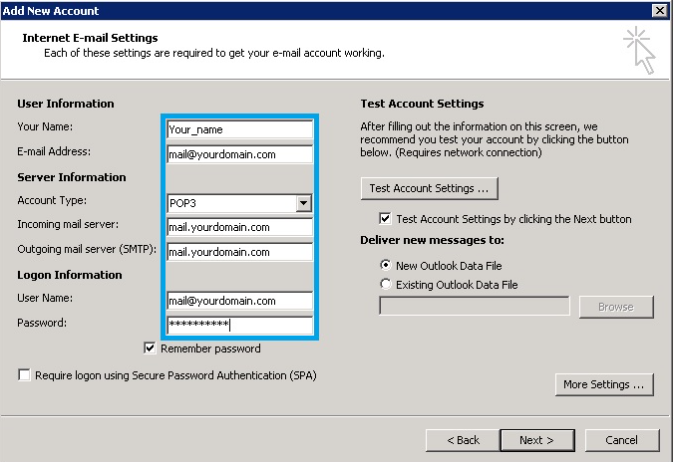 Add New Account
Internet E-mail Settings
Each of these settings are required to get your e-mail account working.
User Information
Your Name: Your_name
E-mail Address: mail@yourdomain.com
Server Information
Account Type: POP3
Incoming mail server: mail.yourdomain.com
Outgoing mail server (SMTP): mail.yourdomain.com
Logon Information
User Name: mail@yourdomain.com
Password: **********
Remember password
Require logon using Secure Password Authentication (SPA)
Test Account Settings
After filling out the information on this screen, we
recommend you test your account by clicking the button
below. (Requires network connection)
Test Account Settings ...
Test Account Settings by clicking the Next button
Deliver new messages to:
New Outlook Data File
Existing Outlook Data File
Browse
More Settings ...
< Back
Next >
Cancel